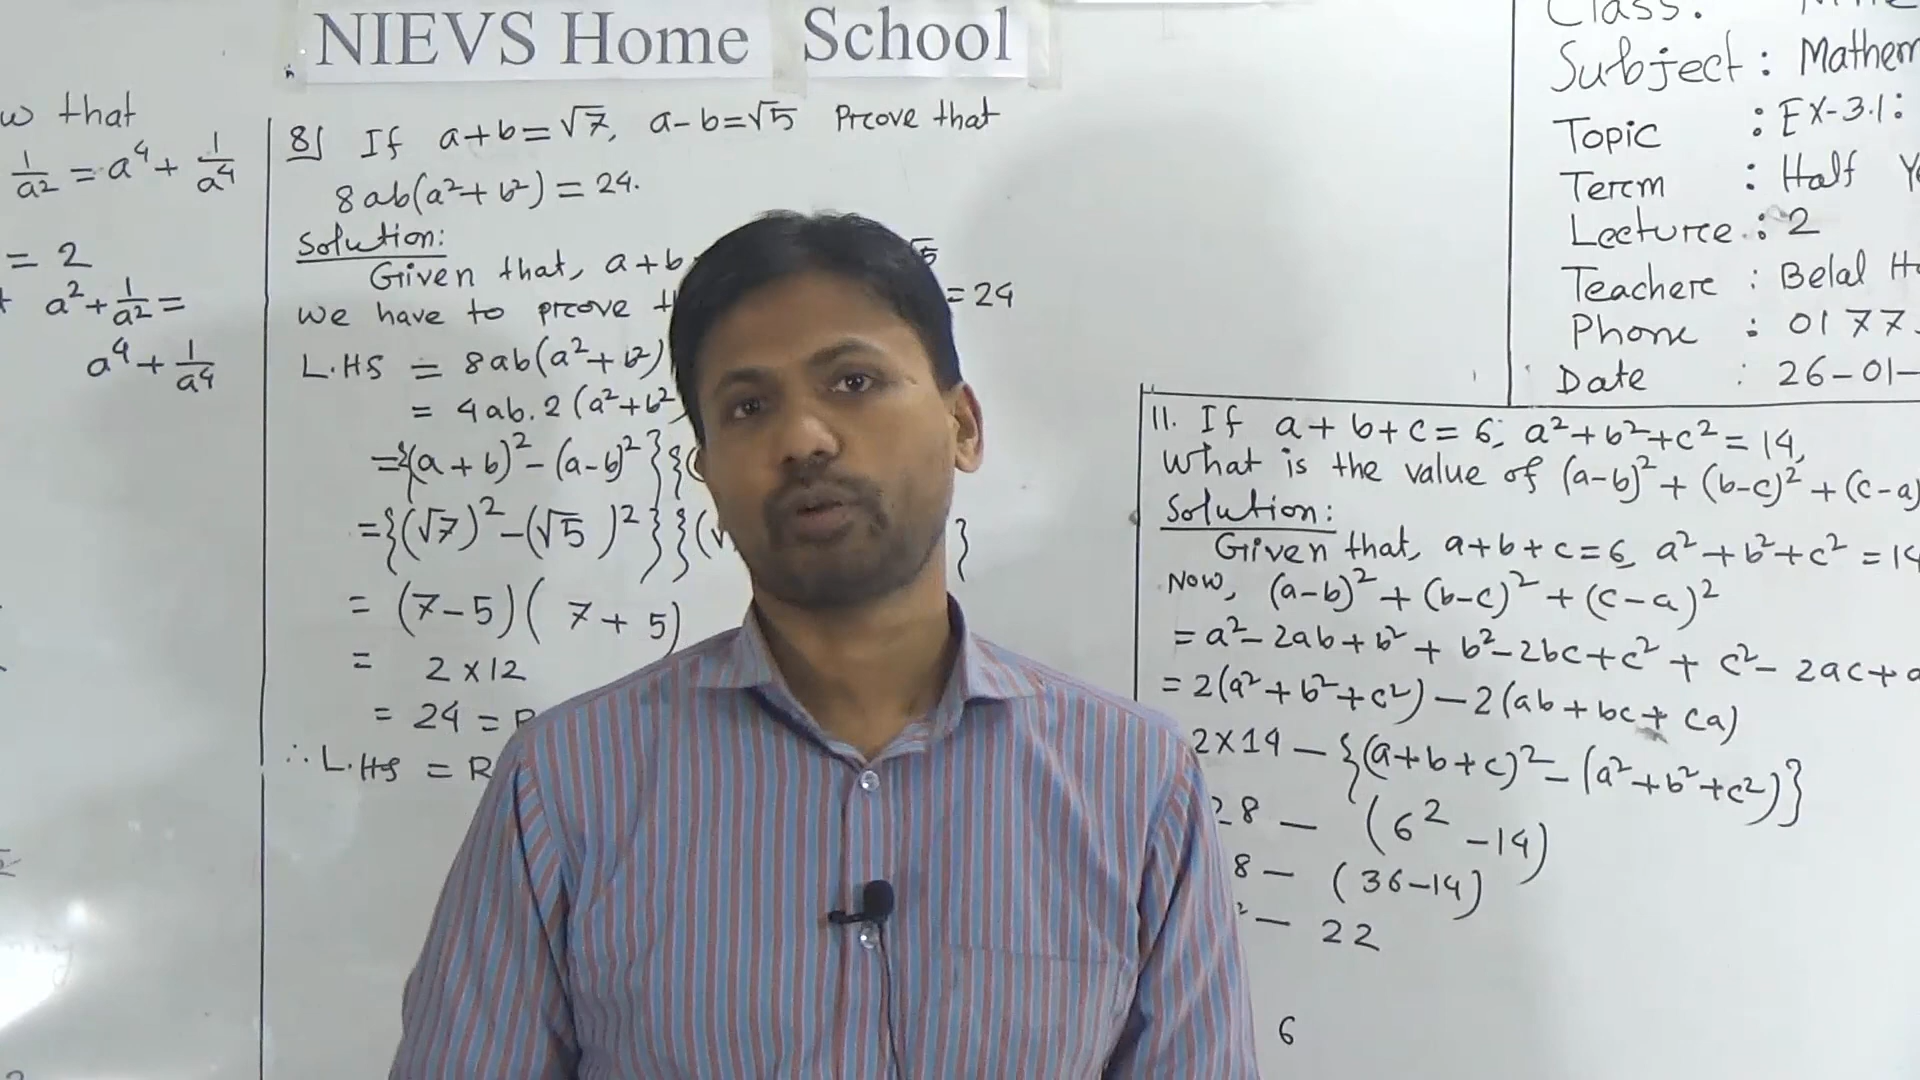 NIEVS Home School
w that
1/a² = a⁴ + 1/a⁴
= 2
a² + 1/a² =
a⁴ + 1/a⁴
8) If a+b=√7, a-b=√5 Prove that
8ab(a²+b²) = 24.
Solution:
Given that, a+b √5
we have to prove = 24
L.HS = 8ab(a²+b²)
= 4ab.2(a²+b²
={(a+b)²-(a-b)²}{(
={(√7)²-(√5)²}{( }
= (7-5)( 7+5)
= 2×12
= 24 = R
∴ L.HS = R
Class:
Subject : Mathem
Topic : EX-3.1:
Term : Half Ye
Lecture : 2
Teacher : Belal H
Phone : 0177
Date : 26-01-
11. If a+b+c=6, a²+b²+c²=14,
What is the value of (a-b)²+(b-c)²+(c-a)
Solution:
Given that, a+b+c=6, a²+b²+c²=14
Now, (a-b)²+(b-c)²+(c-a)²
= a²-2ab+b²+b²-2bc+c²+c²-2ac+a
= 2(a²+b²+c²)-2(ab+bc+ca)
2×14-{(a+b+c)²-(a²+b²+c²)}
28 - (6²-14)
8 - (36-14)
- 22
6